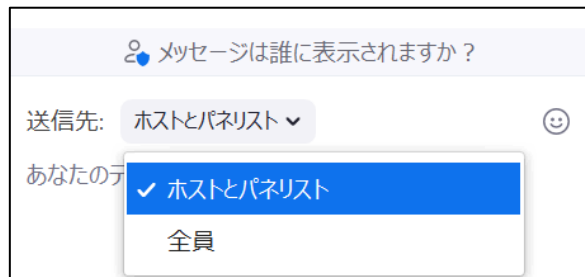 メッセージは誰に表示されますか？
送信先: ホストとパネリスト
あなたの
ホストとパネリスト
全員